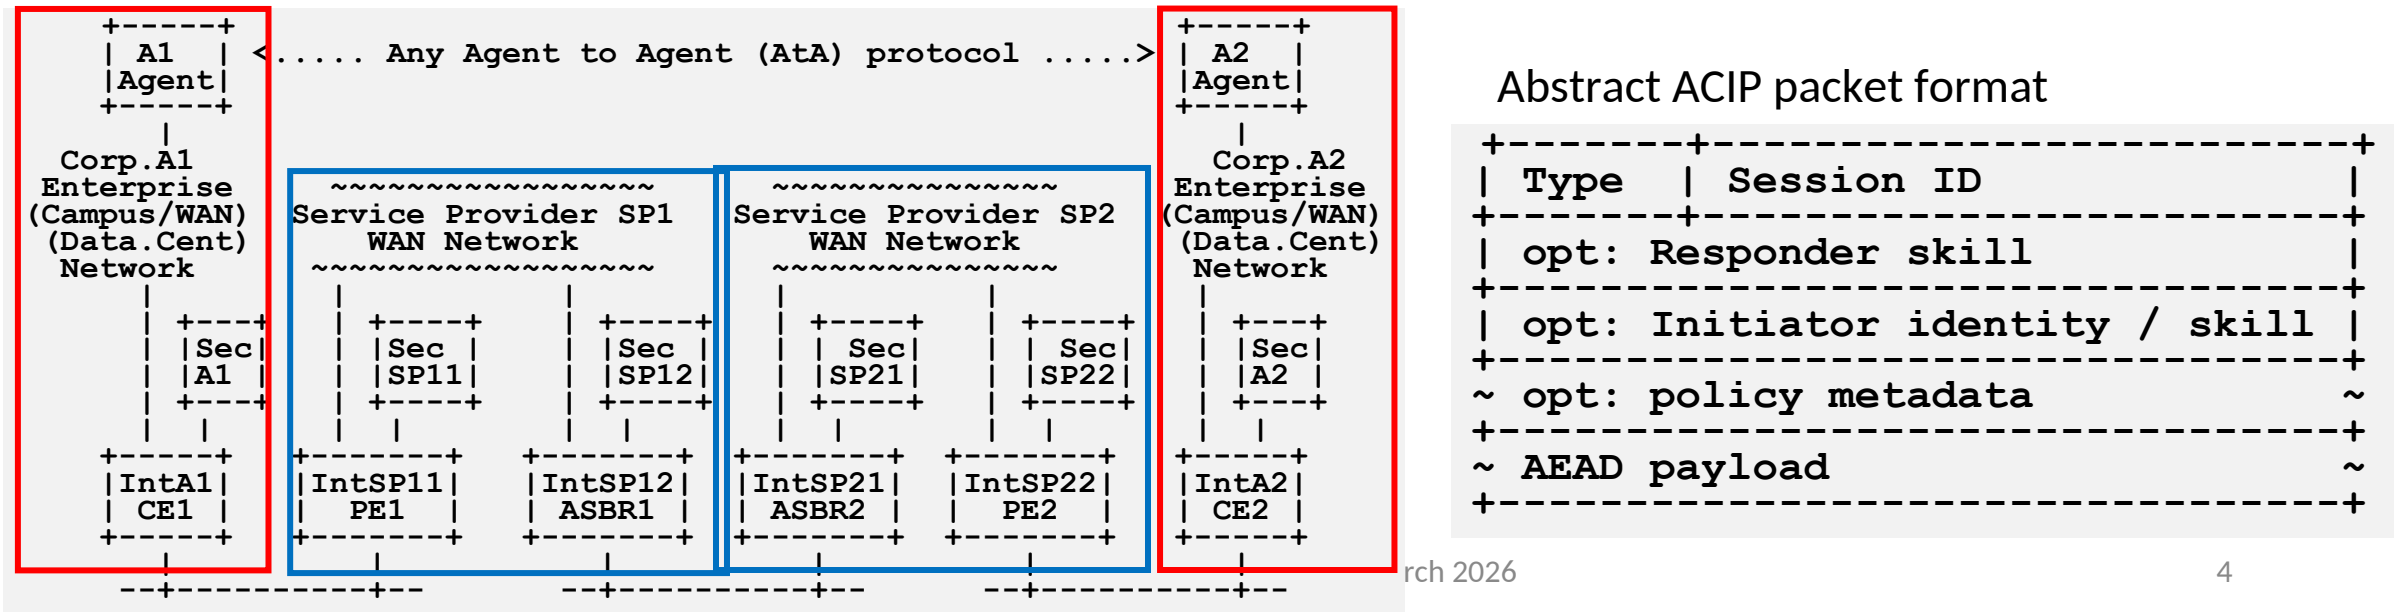 +-----+                                                +-----+
| A1  | <..... Any Agent to Agent (AtA) protocol .....> | A2  |
|Agent|                                                |Agent|
+-----+                                                +-----+
   |                                                      |
Corp.A1                                                Corp.A2
Enterprise    ~~~~~~~~~~~~~~~~~      ~~~~~~~~~~~~~~~      Enterprise
(Campus/WAN)  Service Provider SP1   Service Provider SP2  (Campus/WAN)
(Data.Cent)       WAN Network            WAN Network       (Data.Cent)
Network      ~~~~~~~~~~~~~~~~~~      ~~~~~~~~~~~~~~~       Network
    |         |           |          |          |          |
    | +----+  | +-----+   | +-----+  | +-----+  | +-----+  | +----+
    | |Sec|   | |Sec  |   | |Sec  |  | |  Sec|  | |  Sec|  | |Sec|
    | |A1 |   | |SP11|    | |SP12|   | |SP21|   | |SP22|   | |A2 |
    | +----+  | +-----+   | +-----+  | +-----+  | +-----+  | +---+
    |  |      |  |        |  |       |  |       |  |       |  |
+------+ +--------+  +--------+ +--------+  +--------+ +------+
|IntA1|  |IntSP11|   |IntSP12|  |IntSP21|   |IntSP22|  |IntA2|
| CE1 |  |  PE1  |   | ASBR1 |  | ASBR2 |   |  PE2  |  | CE2 |
+-----+  +--------+  +--------+ +--------+  +--------+ +-----+
   |         |           |          |           |         |
--+----------+--     --+----------+--     --+----------+--
Abstract ACIP packet format
+--------+-------------------------------+
| Type   | Session ID                    |
+--------+-------------------------------+
| opt: Responder skill                   |
+----------------------------------------+
| opt: Initiator identity / skill |
+----------------------------------------+
~ opt: policy metadata                   ~
+----------------------------------------+
~ AEAD payload                           ~
+----------------------------------------+
rch 2026
4